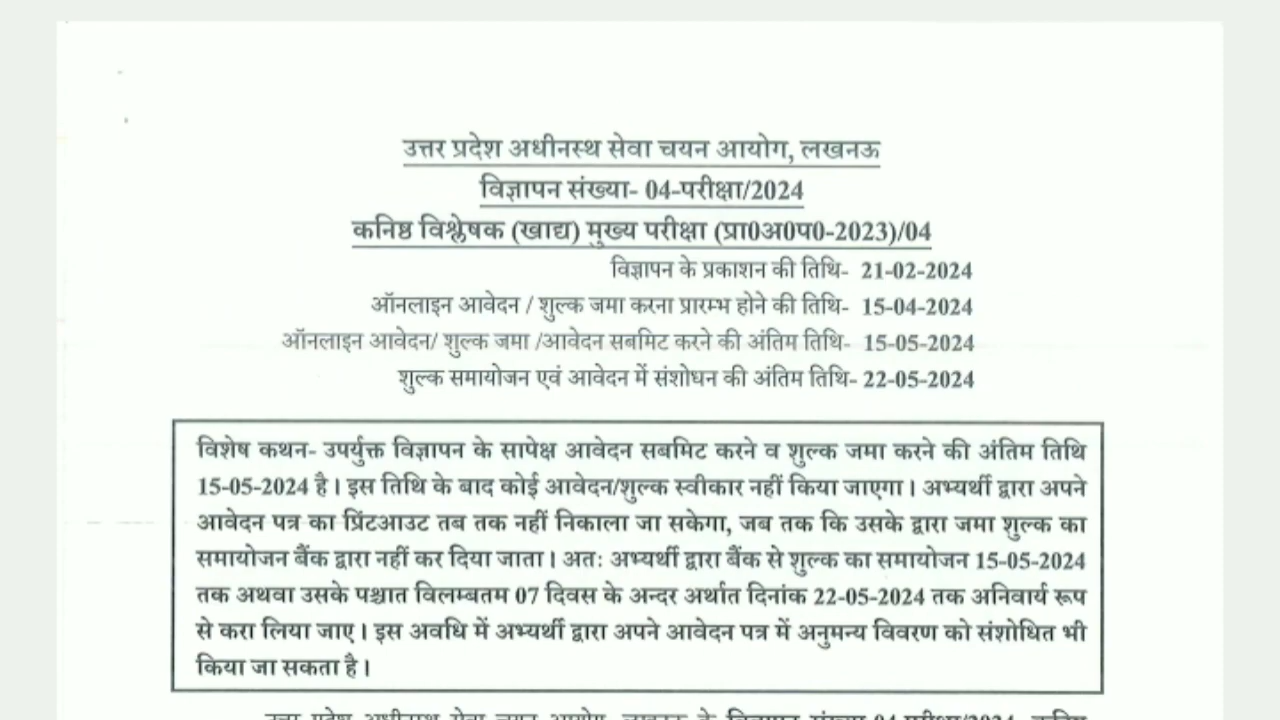 उत्तर प्रदेश अधीनस्थ सेवा चयन आयोग, लखनऊ
विज्ञापन संख्या- 04-परीक्षा/2024
कनिष्ठ विश्लेषक (खाद्य) मुख्य परीक्षा (प्रा0अ0प0-2023)/04
विज्ञापन के प्रकाशन की तिथि- 21-02-2024
ऑनलाइन आवेदन / शुल्क जमा करना प्रारम्भ होने की तिथि- 15-04-2024
ऑनलाइन आवेदन/ शुल्क जमा /आवेदन सबमिट करने की अंतिम तिथि- 15-05-2024
शुल्क समायोजन एवं आवेदन में संशोधन की अंतिम तिथि- 22-05-2024
विशेष कथन- उपर्युक्त विज्ञापन के सापेक्ष आवेदन सबमिट करने व शुल्क जमा करने की अंतिम तिथि
15-05-2024 है। इस तिथि के बाद कोई आवेदन/शुल्क स्वीकार नहीं किया जाएगा। अभ्यर्थी द्वारा अपने
आवेदन पत्र का प्रिंटआउट तब तक नहीं निकाला जा सकेगा, जब तक कि उसके द्वारा जमा शुल्क का
समायोजन बैंक द्वारा नहीं कर दिया जाता। अतः अभ्यर्थी द्वारा बैंक से शुल्क का समायोजन 15-05-2024
तक अथवा उसके पश्चात विलम्बतम 07 दिवस के अन्दर अर्थात दिनांक 22-05-2024 तक अनिवार्य रूप
से करा लिया जाए। इस अवधि में अभ्यर्थी द्वारा अपने आवेदन पत्र में अनुमन्य विवरण को संशोधित भी
किया जा सकता है।